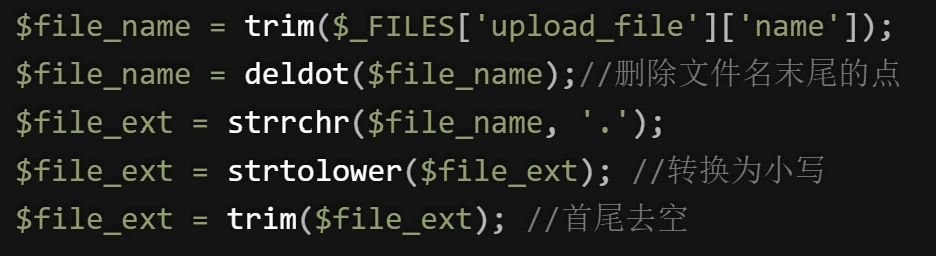 $file_name = trim($_FILES['upload_file']['name']);
$file_name = deldot($file_name);//删除文件名末尾的点
$file_ext = strrchr($file_name, '.');
$file_ext = strtolower($file_ext); //转换为小写
$file_ext = trim($file_ext); //首尾去空